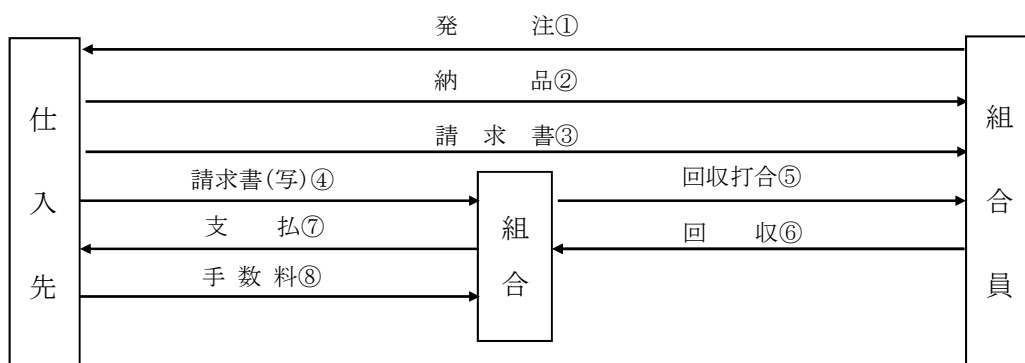 発 注①
納 品②
請 求 書③
請求書(写)④
回収打合⑤
支 払⑦
回 収⑥
手 数 料⑧
仕入先
組合
組合員